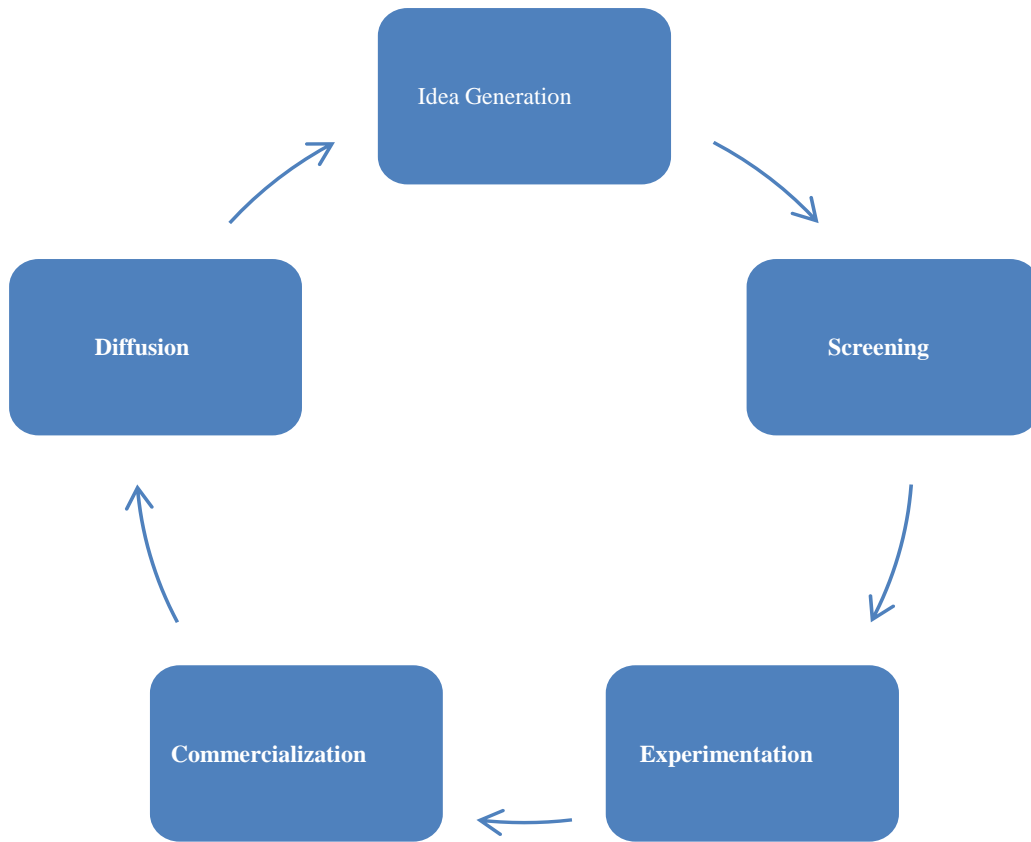 Idea Generation
Screening
Experimentation
Commercialization
Diffusion